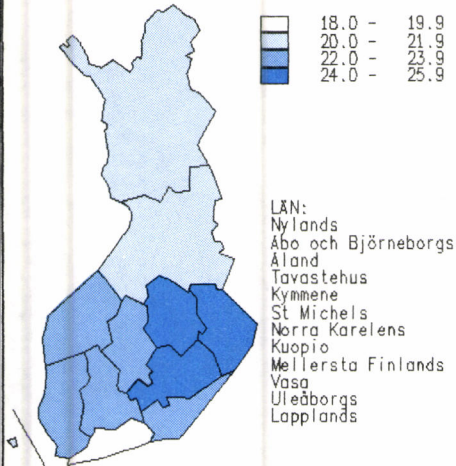 18.0 - 19.9
20.0 - 21.9
22.0 - 23.9
24.0 - 25.9
LÄN:
Nylands
Åbo och Björneborgs
Åland
Tavastehus
Kymmene
St Michels
Norra Karelens
Kuopio
Mellersta Finlands
Vasa
Uleåborgs
Lapplands